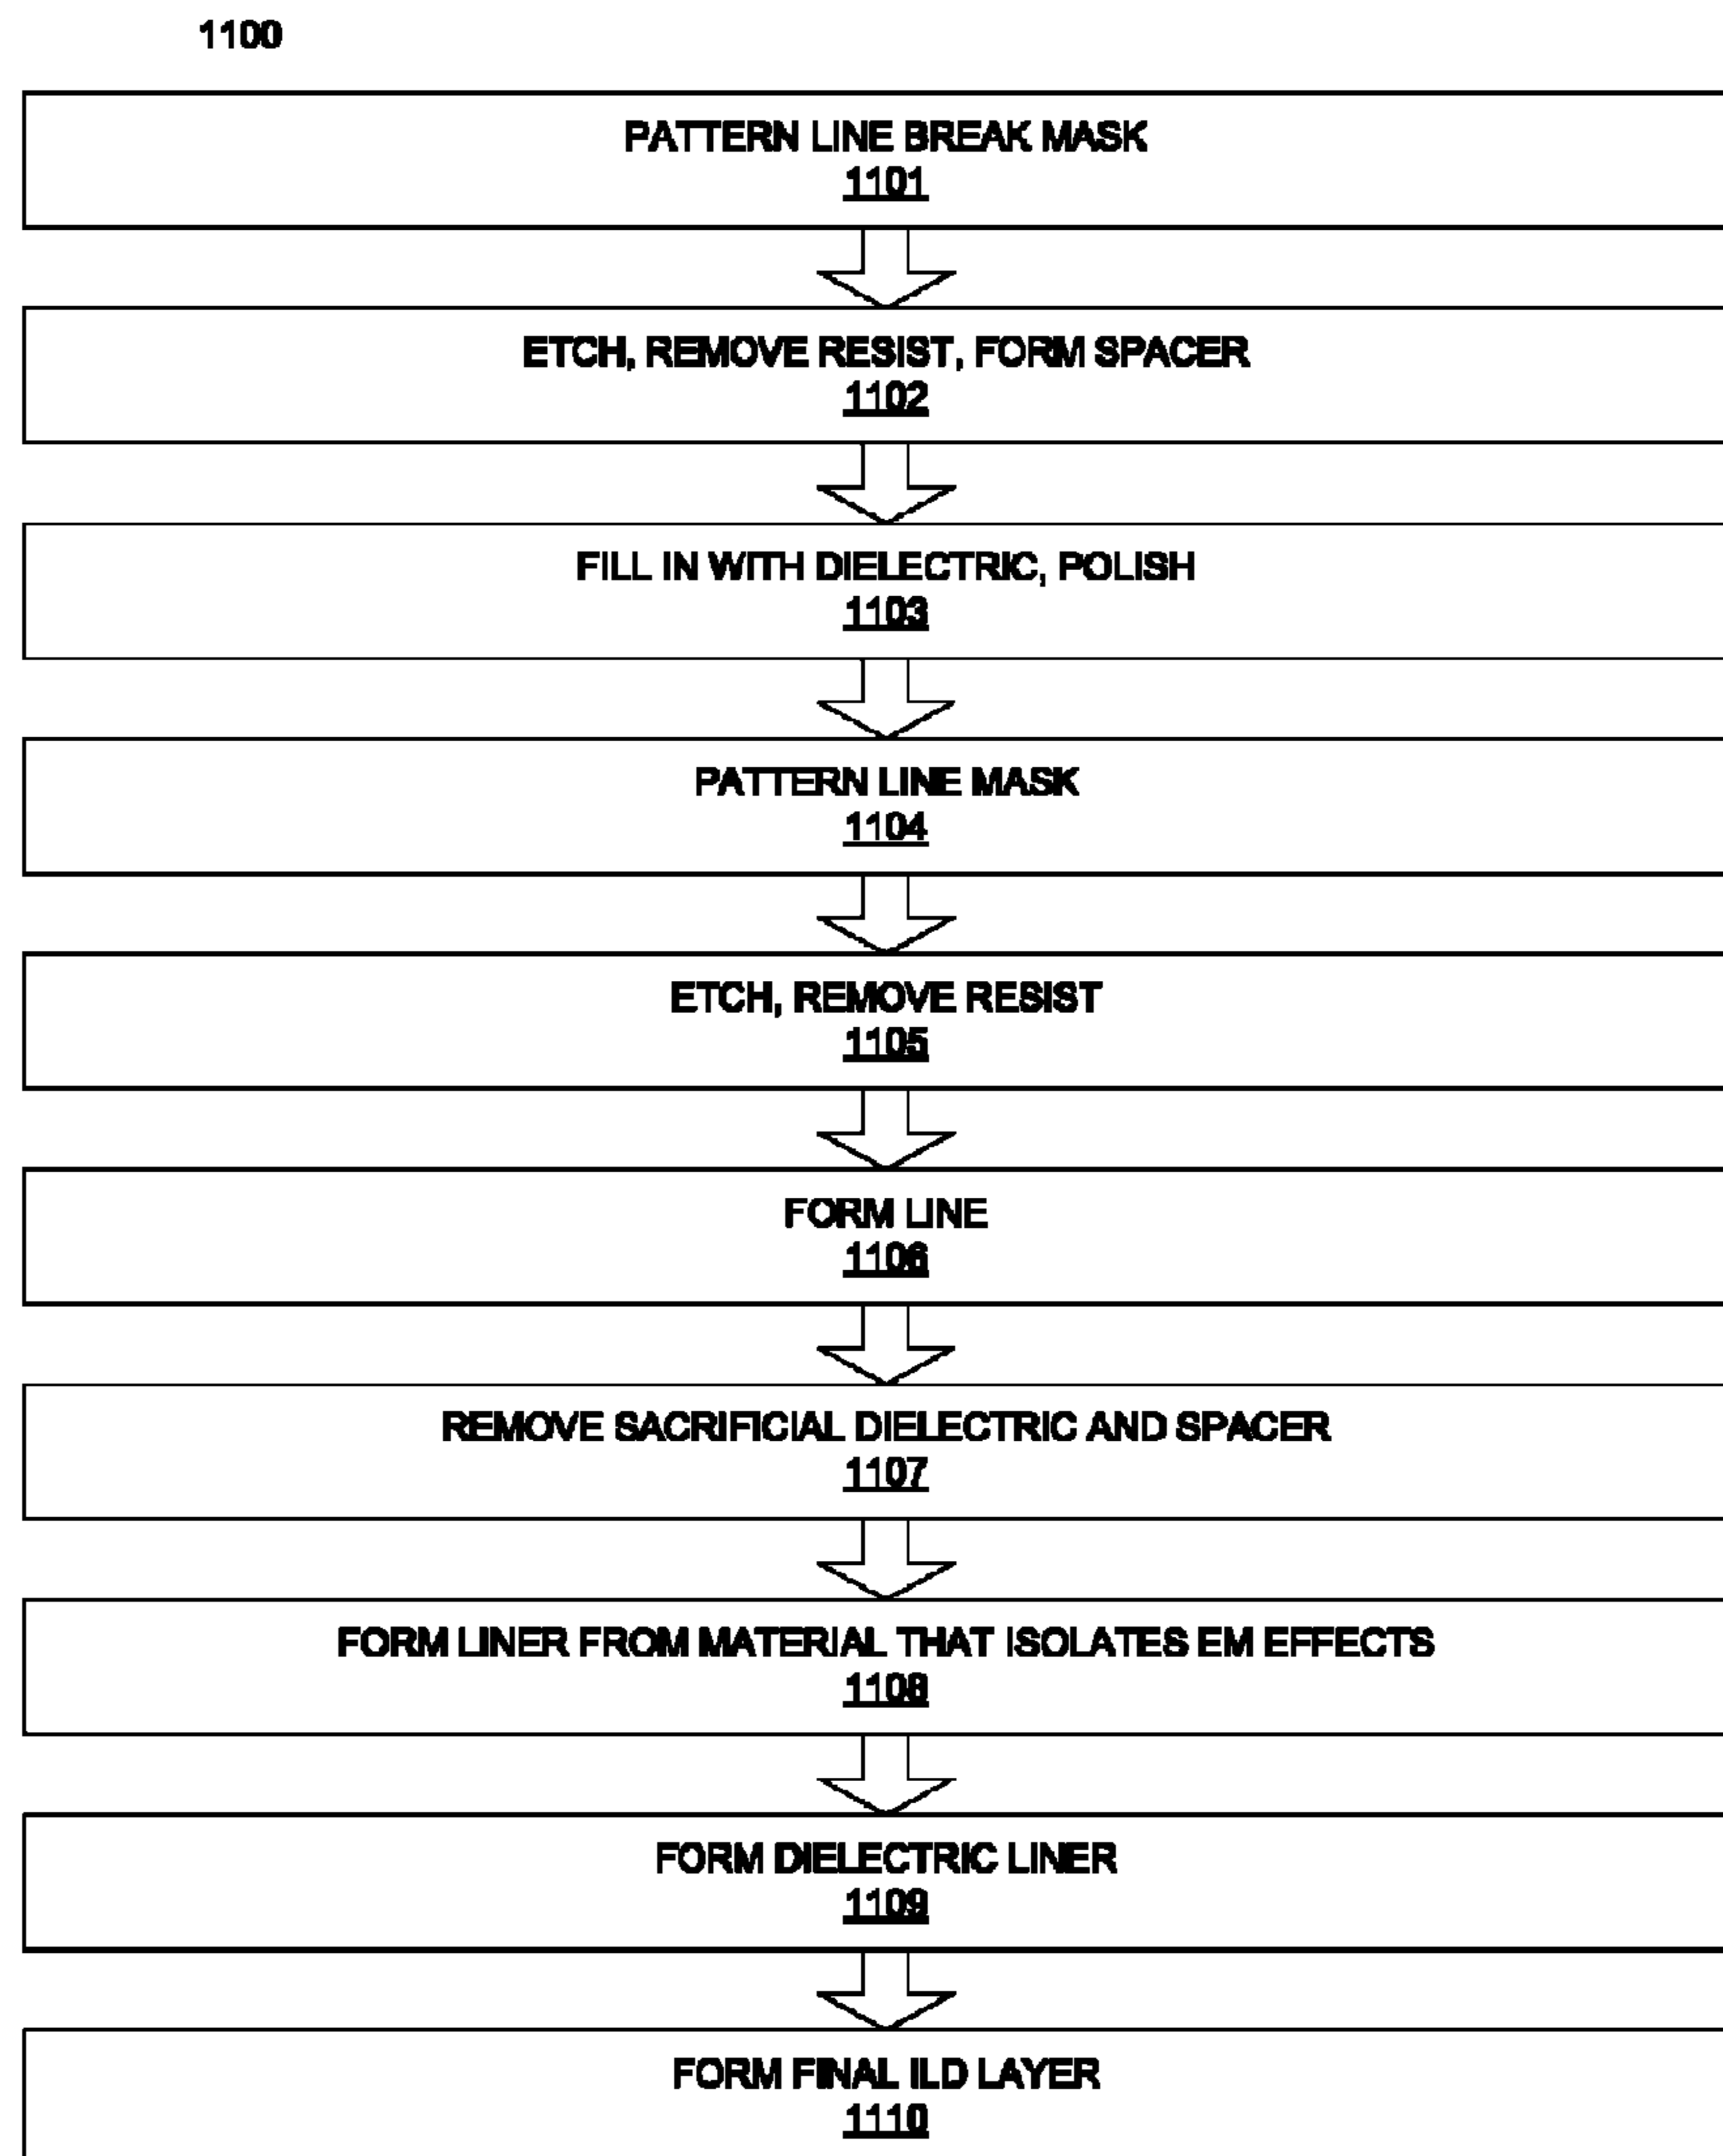 1100
PATTERN LINE BREAK MASK
1101
ETCH, REMOVE RESIST, FORM SPACER
1102
FILL IN WITH DIELECTRIC, POLISH
1103
PATTERN LINE MASK
1104
ETCH, REMOVE RESIST
1105
FORM LINE
1106
REMOVE SACRIFICIAL DIELECTRIC AND SPACER
1107
FORM LINER FROM MATERIAL THAT ISOLATES EM EFFECTS
1108
FORM DIELECTRIC LINER
1109
FORM FINAL ILD LAYER
1110